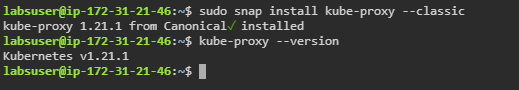 labsuser@ip-172-31-21-46:~$ sudo snap install kube-proxy --classic
kube-proxy 1.21.1 from Canonical✓ installed
labsuser@ip-172-31-21-46:~$ kube-proxy --version
Kubernetes v1.21.1
labsuser@ip-172-31-21-46:~$